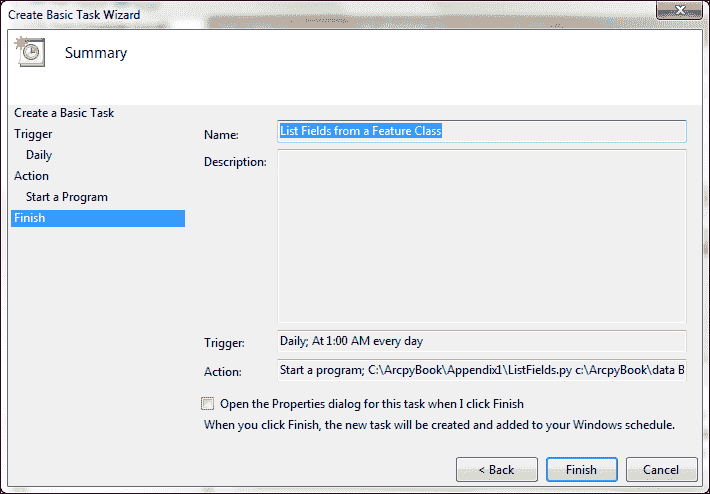 Create Basic Task Wizard
Summary
Create a Basic Task
Trigger
Daily
Action
Start a Program
Finish
Name:
List Fields from a Feature Class
Description:
Trigger:
Daily; At 1:00 AM every day
Action:
Start a program; C:\ArcpyBook\Appendix1\ListFields.py c:\ArcpyBook\data B
Open the Properties dialog for this task when I click Finish
When you click Finish, the new task will be created and added to your Windows schedule.
< Back
Finish
Cancel